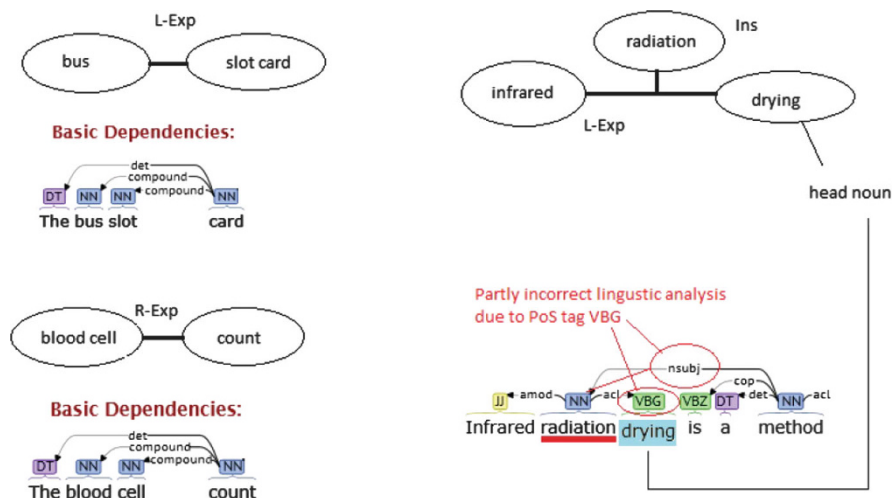 L-Exp
bus
slot card
Basic Dependencies:
det
compound
compound
DT NN NN NN
The bus slot card
R-Exp
blood cell
count
Basic Dependencies:
det
compound
compound
DT NN NN NN
The blood cell count
radiation
Ins
infrared
drying
L-Exp
head noun
Partly incorrect lingustic analysis
due to PoS tag VBG
nsubj
cop
amod acl det acl
JJ NN VBG VBZ DT NN
Infrared radiation drying is a method